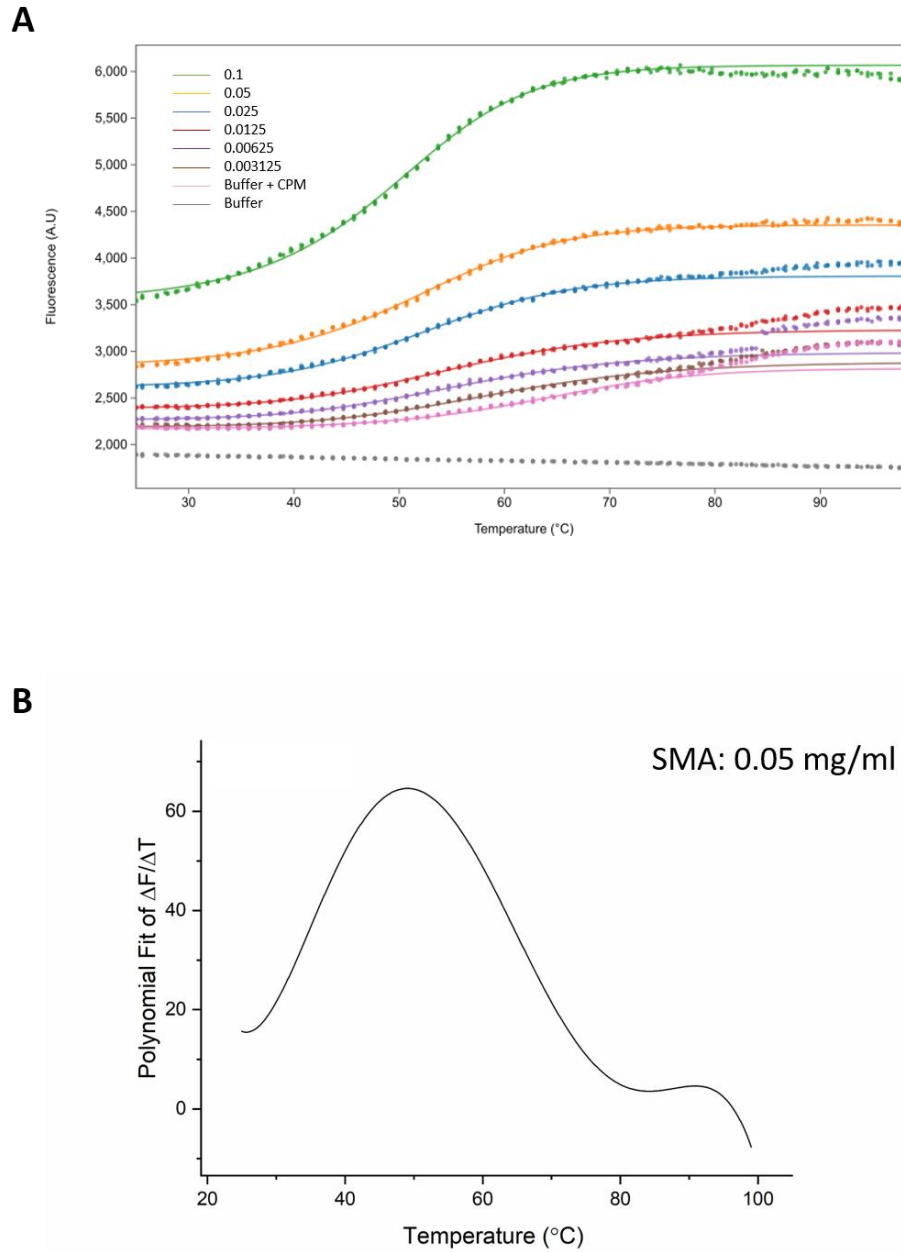 A
6,000
5,500
5,000
4,500
4,000
3,500
3,000
2,500
2,000
Fluorescence (A.U)
0.1
0.05
0.025
0.0125
0.00625
0.003125
Buffer + CPM
Buffer
30 40 50 60 70 80 90
Temperature (°C)
B
SMA: 0.05 mg/ml
Polynomial Fit of ΔF/ΔT
60
40
20
0
20 40 60 80 100
Temperature (°C)